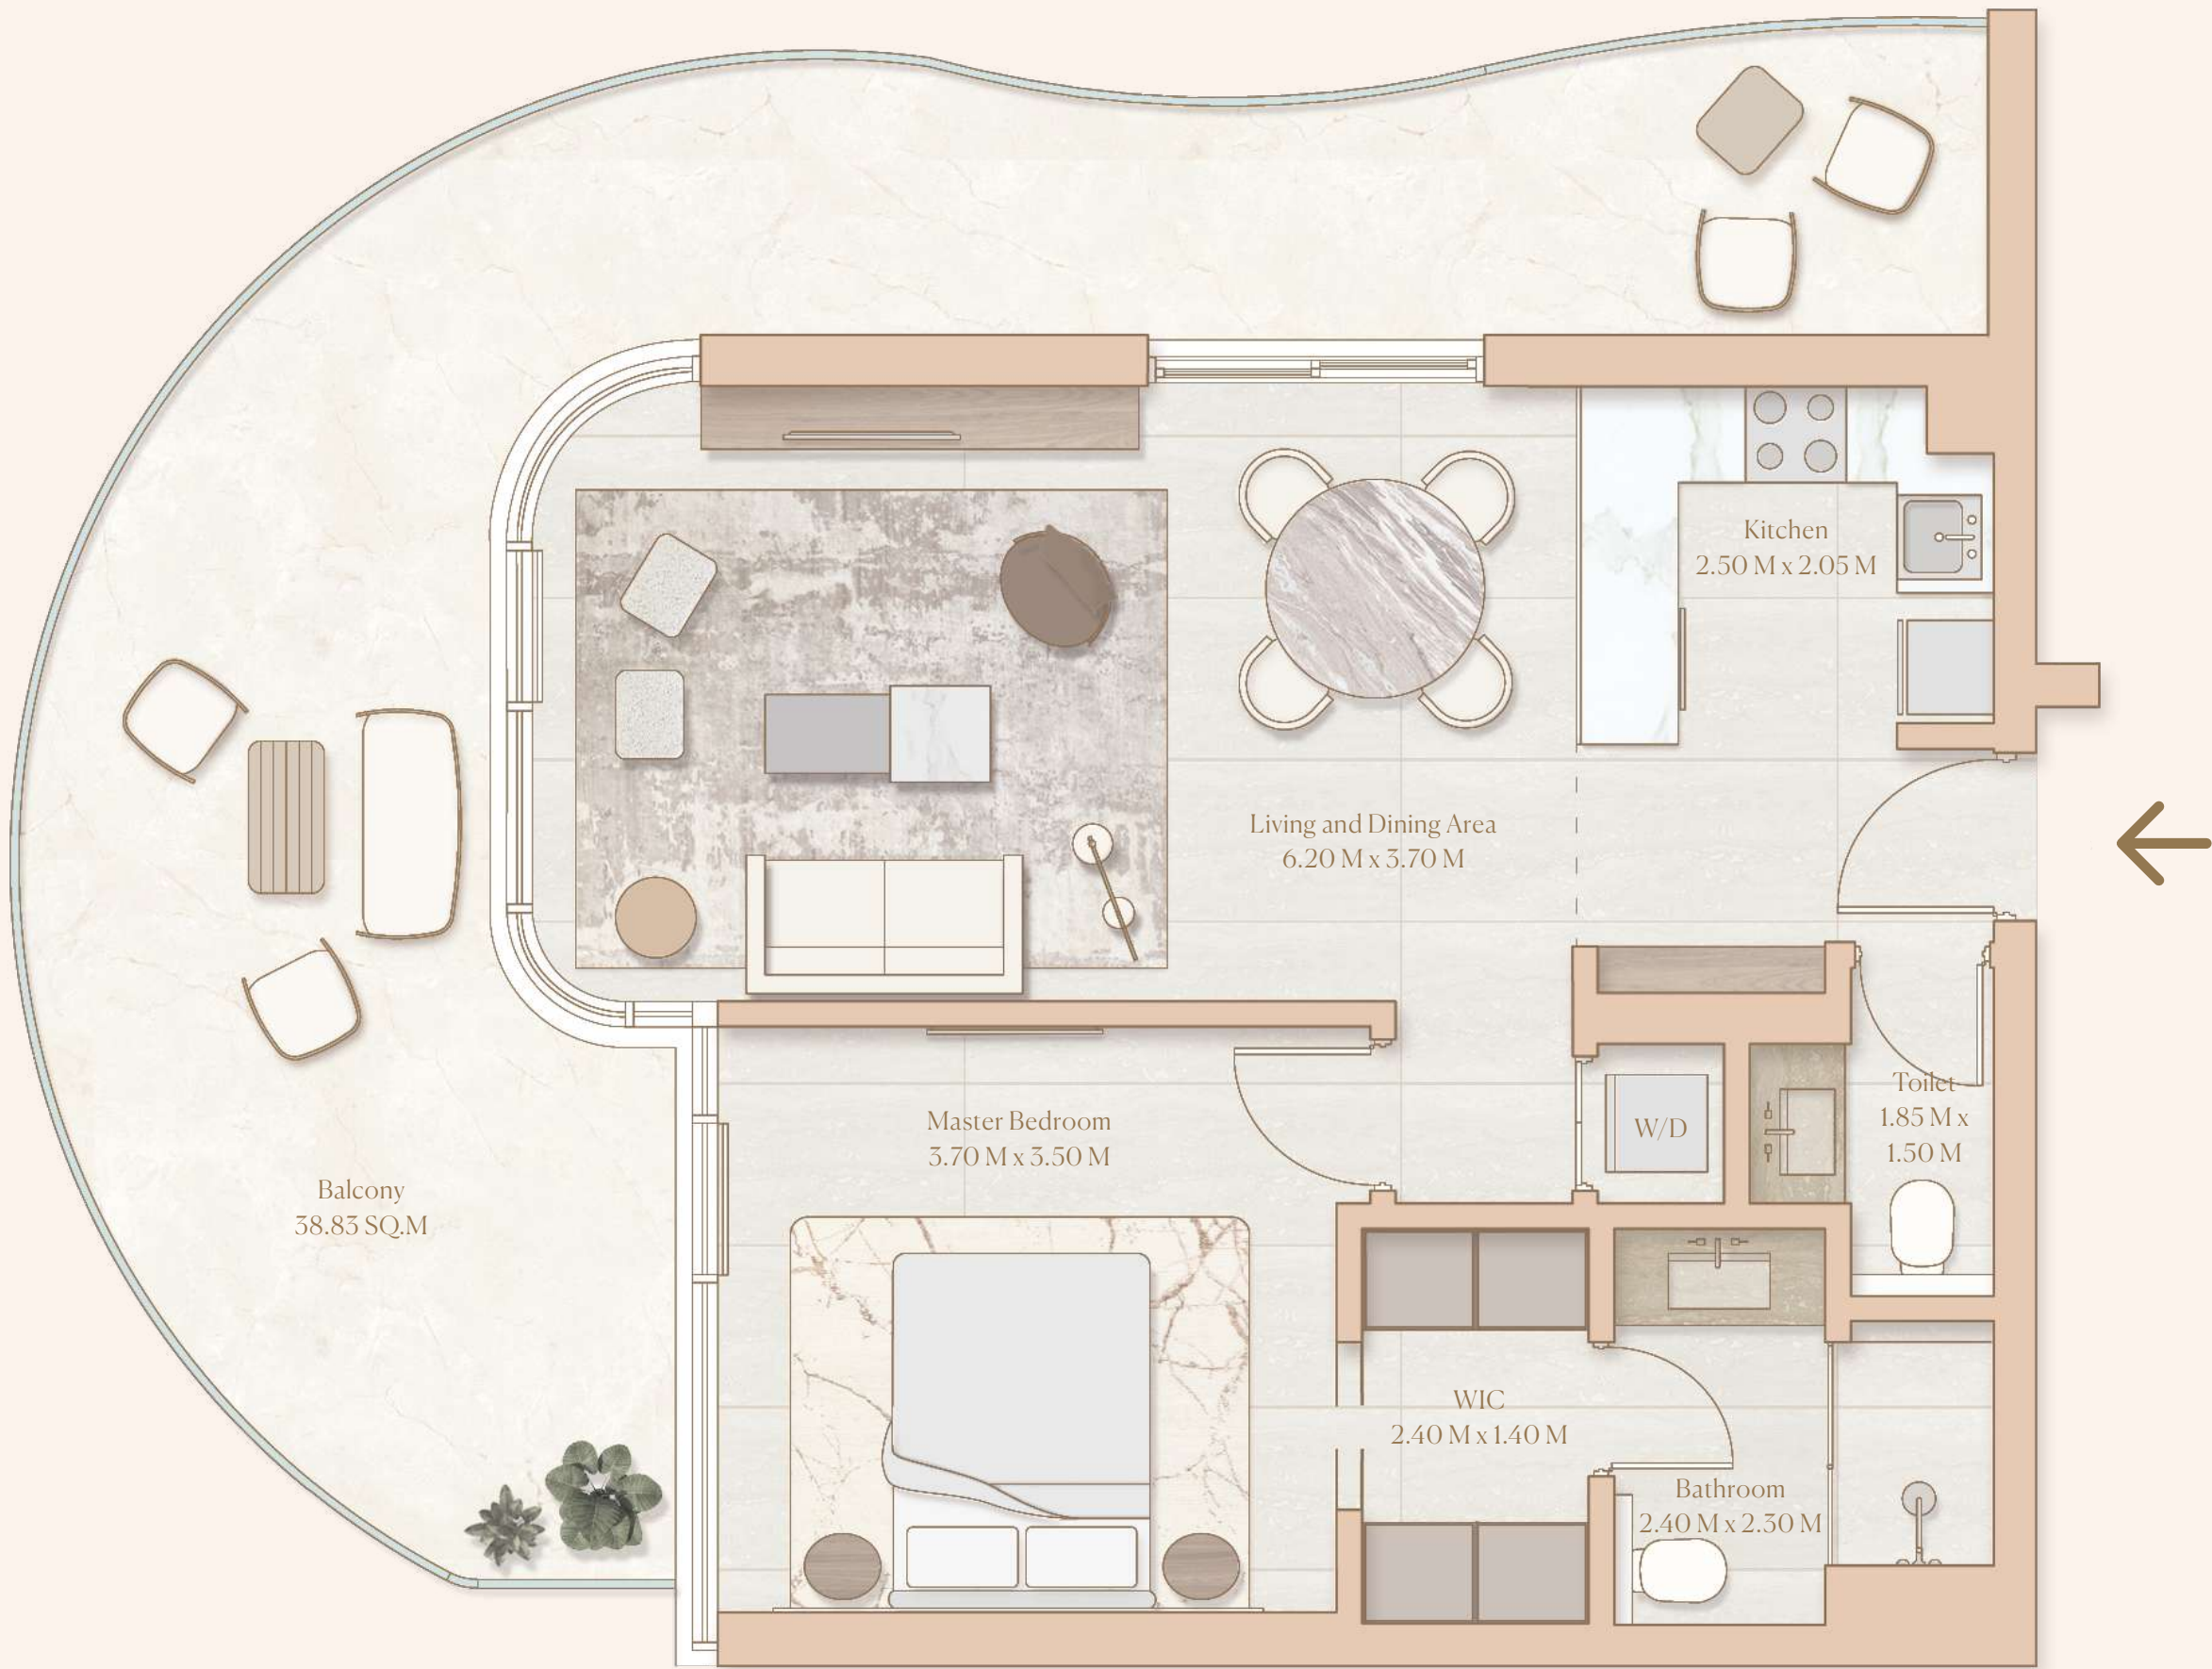 Kitchen
2.50 M x 2.05 M
Living and Dining Area
6.20 M x 3.70 M
Master Bedroom
3.70 M x 3.50 M
W/D
Toilet
1.85 M x
1.50 M
Balcony
38.83 SQ.M
WIC
2.40 M x 1.40 M
Bathroom
2.40 M x 2.30 M